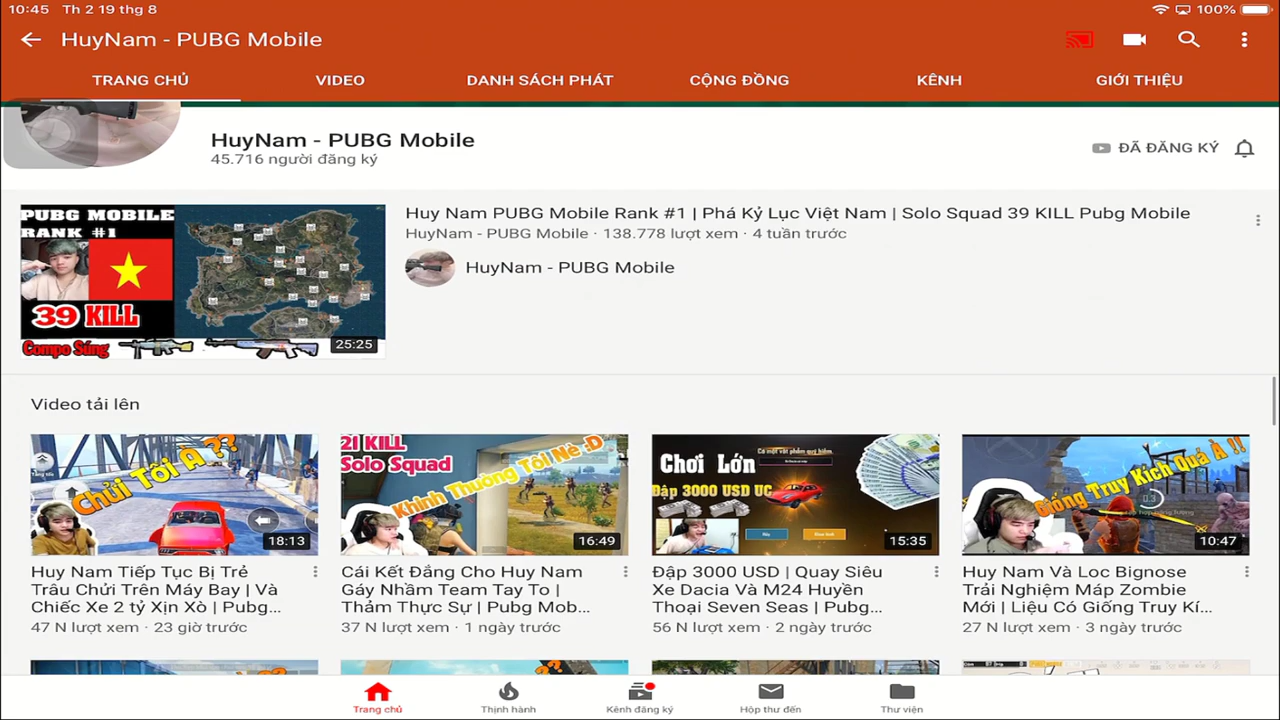 10:45 Th 2 19 thg 8
100%
HuyNam - PUBG Mobile
TRANG CHỦ VIDEO DANH SÁCH PHÁT CỘNG ĐỒNG KÊNH GIỚI THIỆU
HuyNam - PUBG Mobile
45.716 người đăng ký
ĐÃ ĐĂNG KÝ
PUBG MOBILE
RANK #1
39 KILL
Compo Súng
25:25
Huy Nam PUBG Mobile Rank #1 | Phá Kỷ Lục Việt Nam | Solo Squad 39 KILL Pubg Mobile
HuyNam - PUBG Mobile · 138.778 lượt xem · 4 tuần trước
HuyNam - PUBG Mobile
Video tải lên
Chửi Tôi À ??
18:13
Huy Nam Tiếp Tục Bị Trẻ
Trâu Chửi Trên Máy Bay | Và
Chiếc Xe 2 tỷ Xịn Xò | Pubg...
47 N lượt xem · 23 giờ trước
21 KILL
Solo Squad
Khinh Thường Tôi Nè :D
16:49
Cái Kết Đắng Cho Huy Nam
Gáy Nhầm Team Tay To |
Thảm Thực Sự | Pubg Mob...
37 N lượt xem · 1 ngày trước
Có một vật phẩm quý hiếm.
Chơi Lớn
Đập 3000 USD UC
15:35
Đập 3000 USD | Quay Siêu
Xe Dacia Và M24 Huyền
Thoại Seven Seas | Pubg...
56 N lượt xem · 2 ngày trước
Giống Truy Kích Quá À !!
0.3
10:47
Huy Nam Và Loc Bignose
Trải Nghiệm Máp Zombie
Mới | Liệu Có Giống Truy Kí...
27 N lượt xem · 3 ngày trước
??
Trang chủ Thịnh hành Kênh đăng ký Hộp thư đến Thư viện